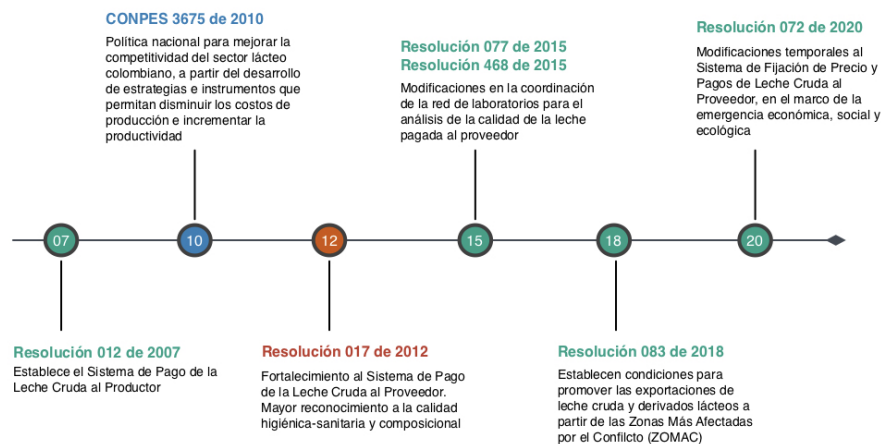 CONPES 3675 de 2010
Política nacional para mejorar la
competitividad del sector lácteo
colombiano, a partir del desarrollo
de estrategias e instrumentos que
permitan disminuir los costos de
producción e incrementar la
productividad
Resolución 077 de 2015
Resolución 468 de 2015
Modificaciones en la coordinación
de la red de laboratorios para el
análisis de la calidad de la leche
pagada al proveedor
Resolución 072 de 2020
Modificaciones temporales al
Sistema de Fijación de Precio y
Pagos de Leche Cruda al
Proveedor, en el marco de la
emergencia económica, social y
ecológica
07
10
12
15
18
20
Resolución 012 de 2007
Establece el Sistema de Pago de la
Leche Cruda al Productor
Resolución 017 de 2012
Fortalecimiento al Sistema de Pago
de la Leche Cruda al Proveedor.
Mayor reconocimiento a la calidad
higiénica-sanitaria y composicional
Resolución 083 de 2018
Establecen condiciones para
promover las exportaciones de
leche cruda y derivados lácteos a
partir de las Zonas Más Afectadas
por el Confilcto (ZOMAC)